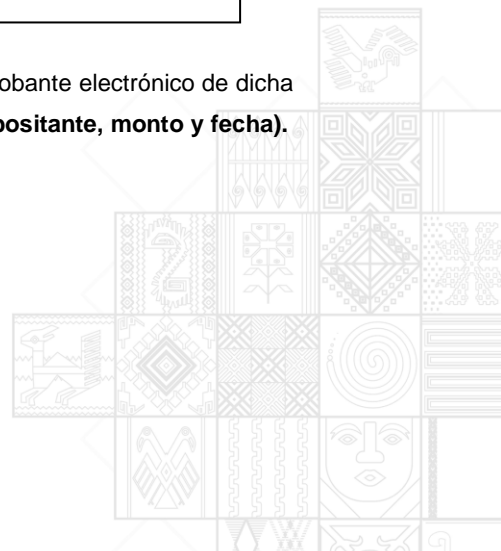 obante electrónico de dicha
positante, monto y fecha).